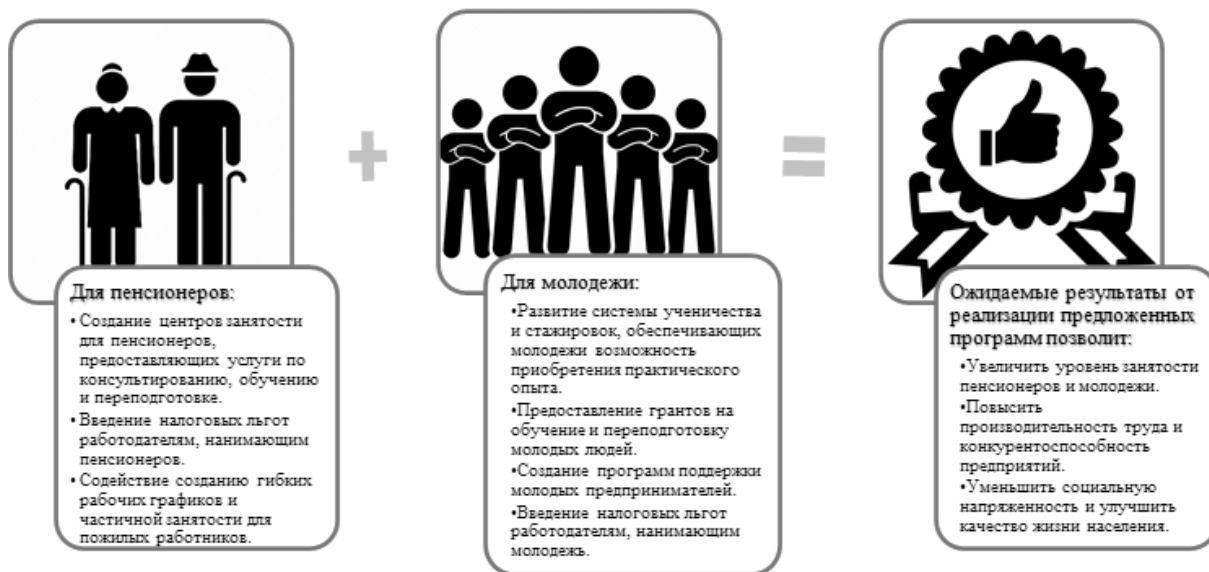 Для пенсионеров:
• Создание центров занятости
для пенсионеров,
предоставляющих услуги по
консультированию, обучению
и переподготовке.
• Введение налоговых льгот
работодателям, нанимающим
пенсионеров.
• Содействие созданию гибких
рабочих графиков и
частичной занятости для
пожилых работников.
+
Для молодежи:
•Развитие системы ученичества
и стажировок, обеспечивающих
молодежи возможность
приобретения практического
опыта.
•Предоставление грантов на
обучение и переподготовку
молодых людей.
•Создание программ поддержки
молодых предпринимателей.
•Введение налоговых льгот
работодателям, нанимающим
молодежь.
=
Ожидаемые результаты от
реализации предложенных
программ позволит:
•Увеличить уровень занятости
пенсионеров и молодежи.
•Повысить
производительность труда и
конкурентоспособность
предприятий.
•Уменьшить социальную
напряженность и улучшить
качество жизни населения.